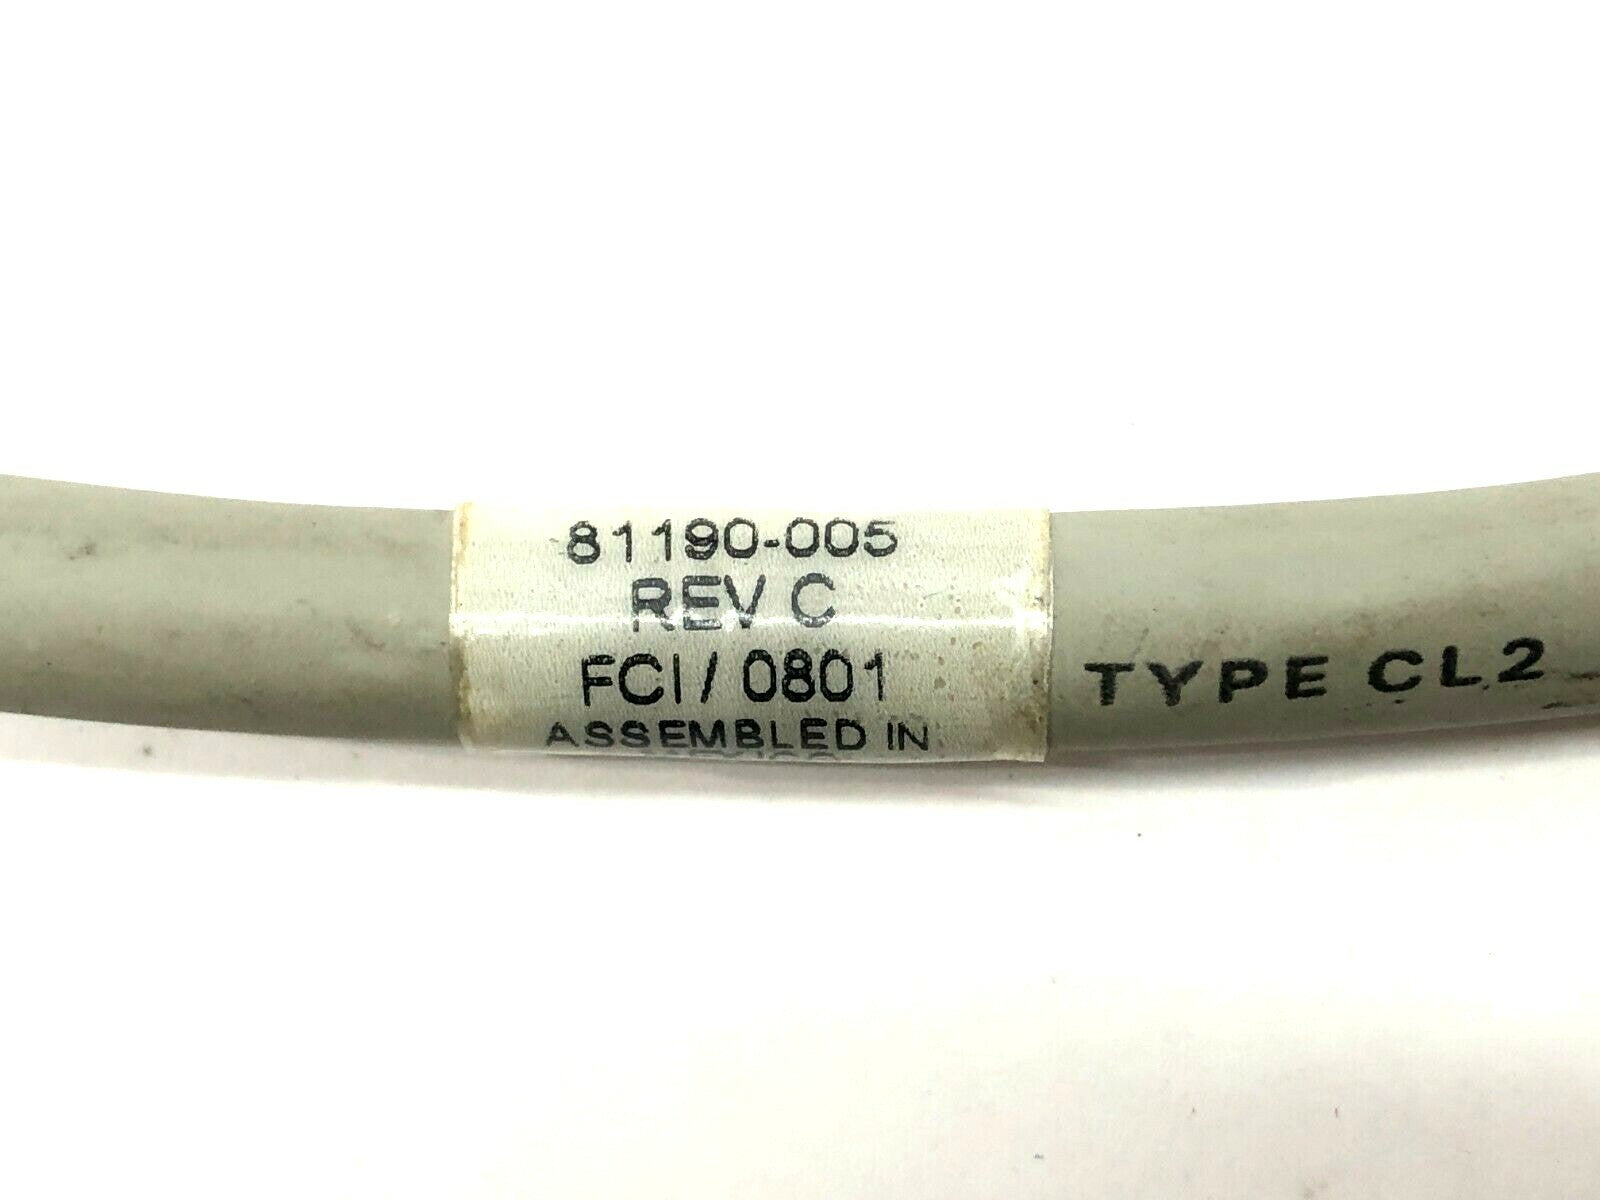 81190-005
REV C
FCI / 0801
ASSEMBLED IN
TYPE CL2